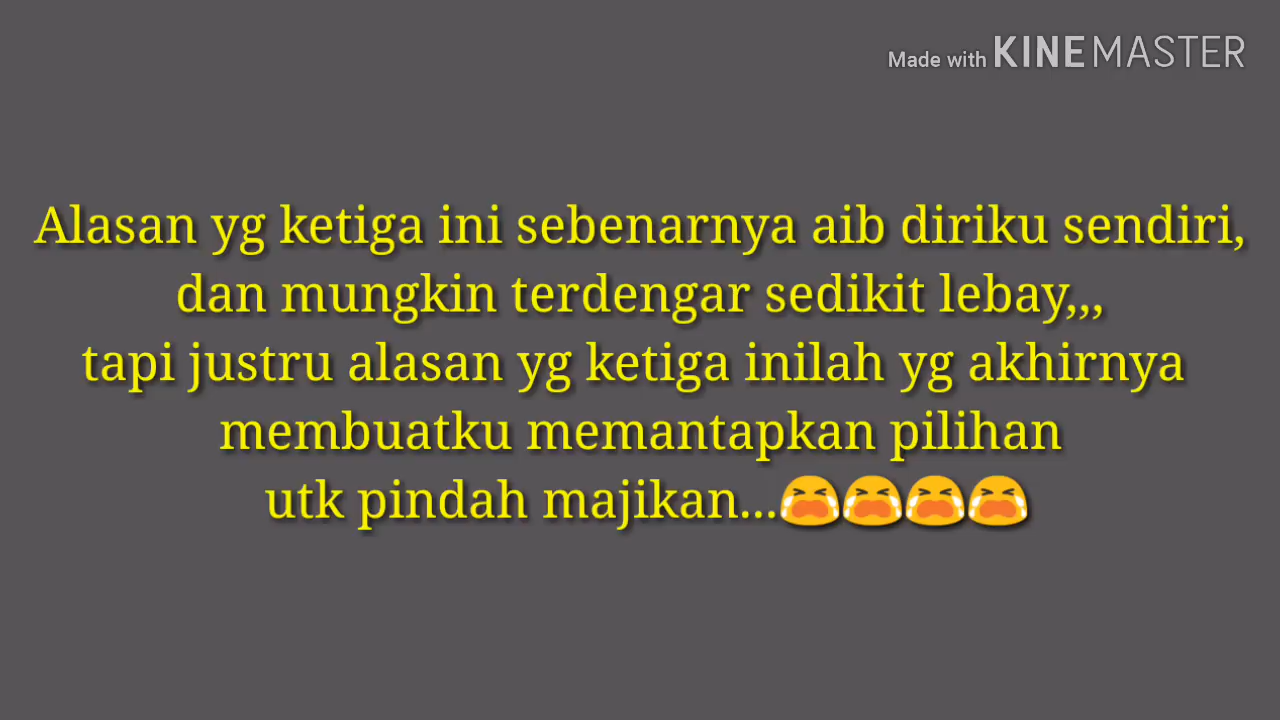 Made with KINEMASTER
Alasan yg ketiga ini sebenarnya aib diriku sendiri,
dan mungkin terdengar sedikit lebay,,,
tapi justru alasan yg ketiga inilah yg akhirnya
membuatku memantapkan pilihan
utk pindah majikan...😭😭😭😭